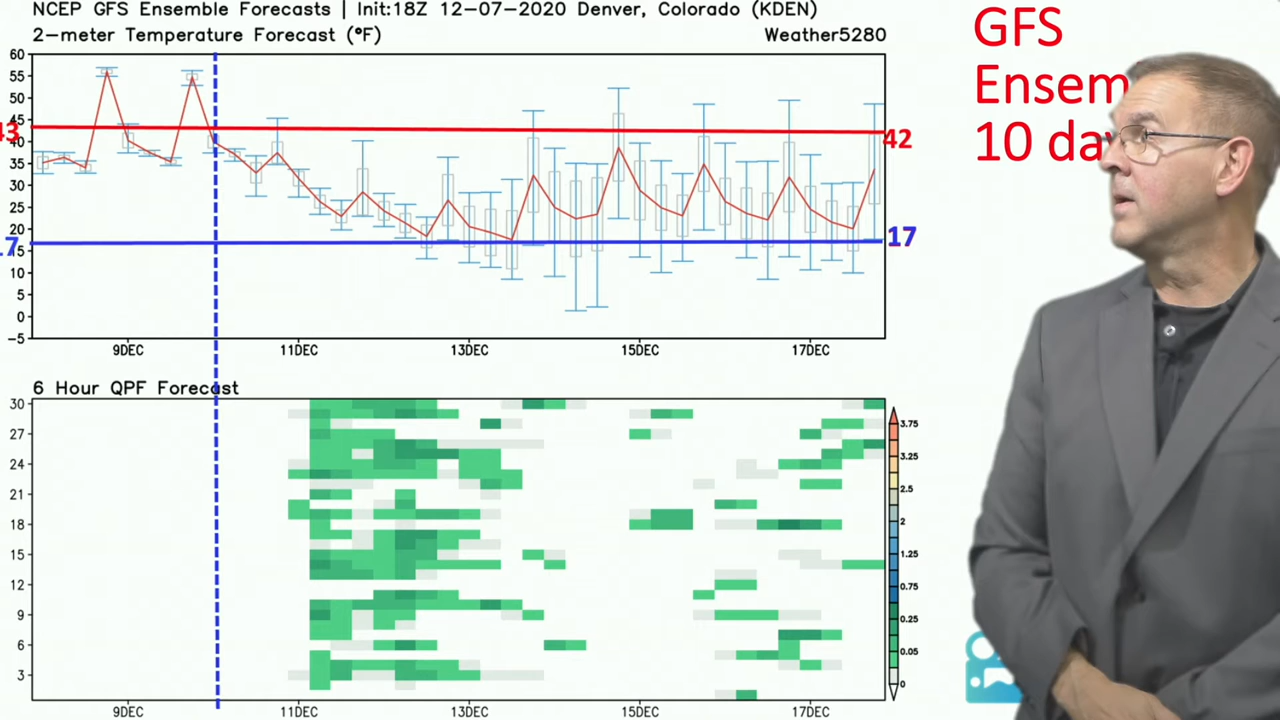 NCEP GFS Ensemble Forecasts | Init:18Z 12-07-2020 Denver, Colorado (KDEN)
2-meter Temperature Forecast (°F)
Weather5280
GFS
10 day
60
55
50
45
40
35
30
25
20
15
10
5
0
-5
42
17
9DEC
11DEC
13DEC
15DEC
17DEC
6 Hour QPF Forecast
30
27
24
21
18
15
12
9
6
3
3.75
3.25
2.5
2
1.25
0.75
0.25
0.05
0
9DEC
11DEC
13DEC
15DEC
17DEC